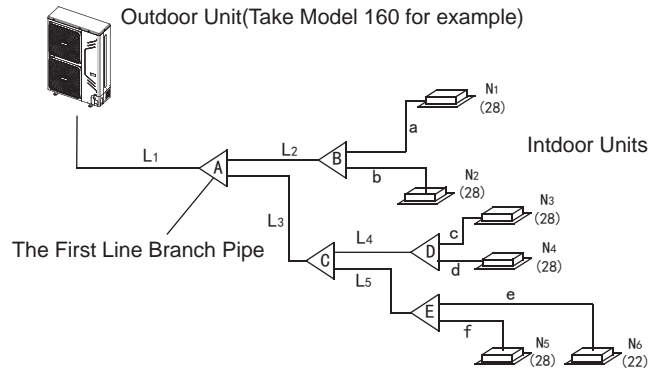 Outdoor Unit(Take Model 160 for example)
N1
(28)
a
L2
B
Intdoor Units
L1
A
b
N2
(28)
N3
(28)
L3
c
The First Line Branch Pipe
L4
D
N4
(28)
C
d
L5
e
E
f
N5
(28)
N6
(22)